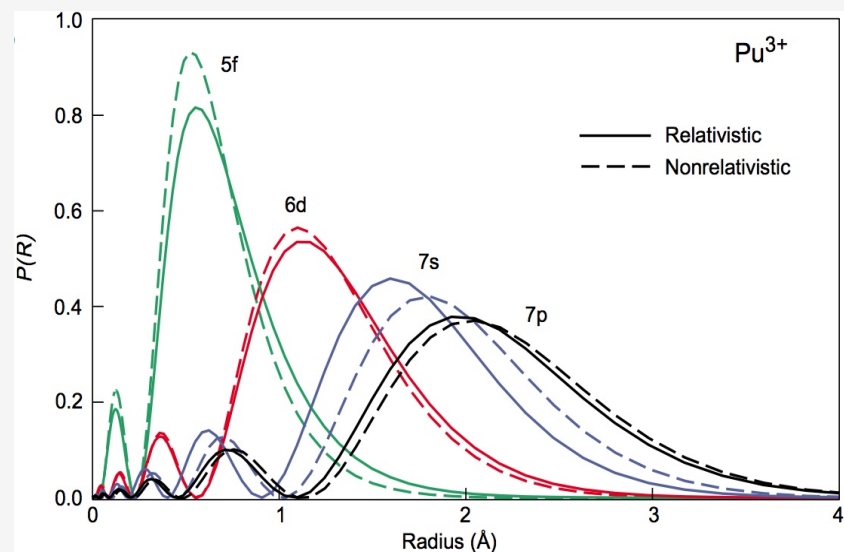 1.0
0.8
0.6
0.4
0.2
0.0
P(R)
5f
6d
7s
7p
Pu³⁺
Relativistic
Nonrelativistic
0
1
2
3
4
Radius (Å)